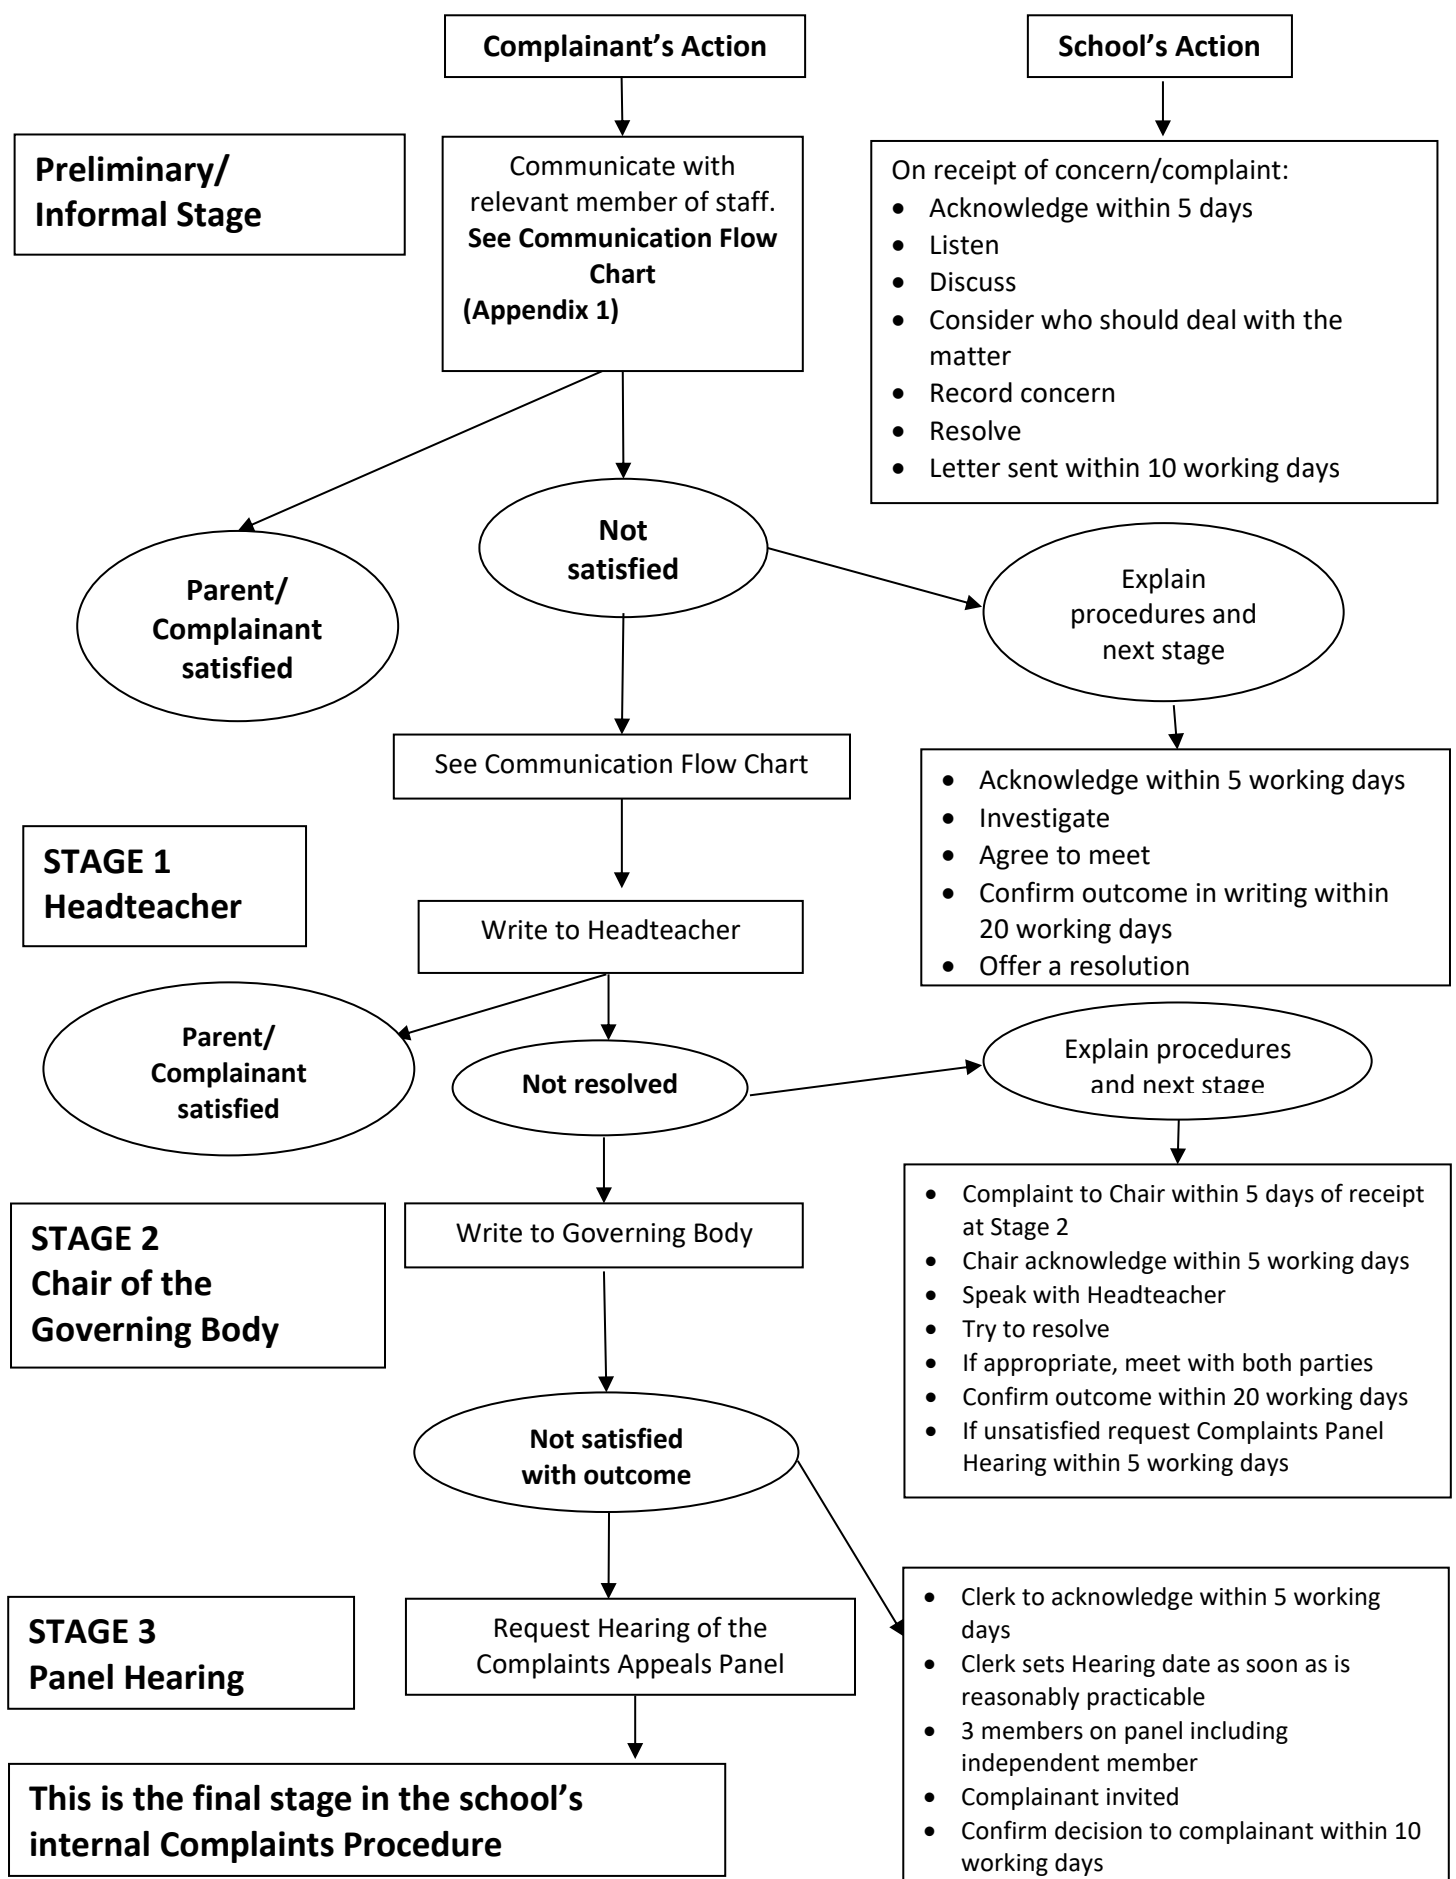 Complainant’s Action
School’s Action
Preliminary/
Informal Stage
Communicate with
relevant member of staff.
See Communication Flow
Chart
(Appendix 1)
On receipt of concern/complaint:
• Acknowledge within 5 days
• Listen
• Discuss
• Consider who should deal with the
matter
• Record concern
• Resolve
• Letter sent within 10 working days
Parent/
Complainant
satisfied
Not
satisfied
Explain
procedures and
next stage
See Communication Flow Chart
• Acknowledge within 5 working days
• Investigate
• Agree to meet
• Confirm outcome in writing within
20 working days
• Offer a resolution
STAGE 1
Headteacher
Write to Headteacher
Parent/
Complainant
satisfied
Not resolved
Explain procedures
and next stage
STAGE 2
Chair of the
Governing Body
Write to Governing Body
• Complaint to Chair within 5 days of receipt
at Stage 2
• Chair acknowledge within 5 working days
• Speak with Headteacher
• Try to resolve
• If appropriate, meet with both parties
• Confirm outcome within 20 working days
• If unsatisfied request Complaints Panel
Hearing within 5 working days
Not satisfied
with outcome
STAGE 3
Panel Hearing
Request Hearing of the
Complaints Appeals Panel
• Clerk to acknowledge within 5 working
days
• Clerk sets Hearing date as soon as is
reasonably practicable
• 3 members on panel including
independent member
• Complainant invited
• Confirm decision to complainant within 10
working days
This is the final stage in the school’s
internal Complaints Procedure